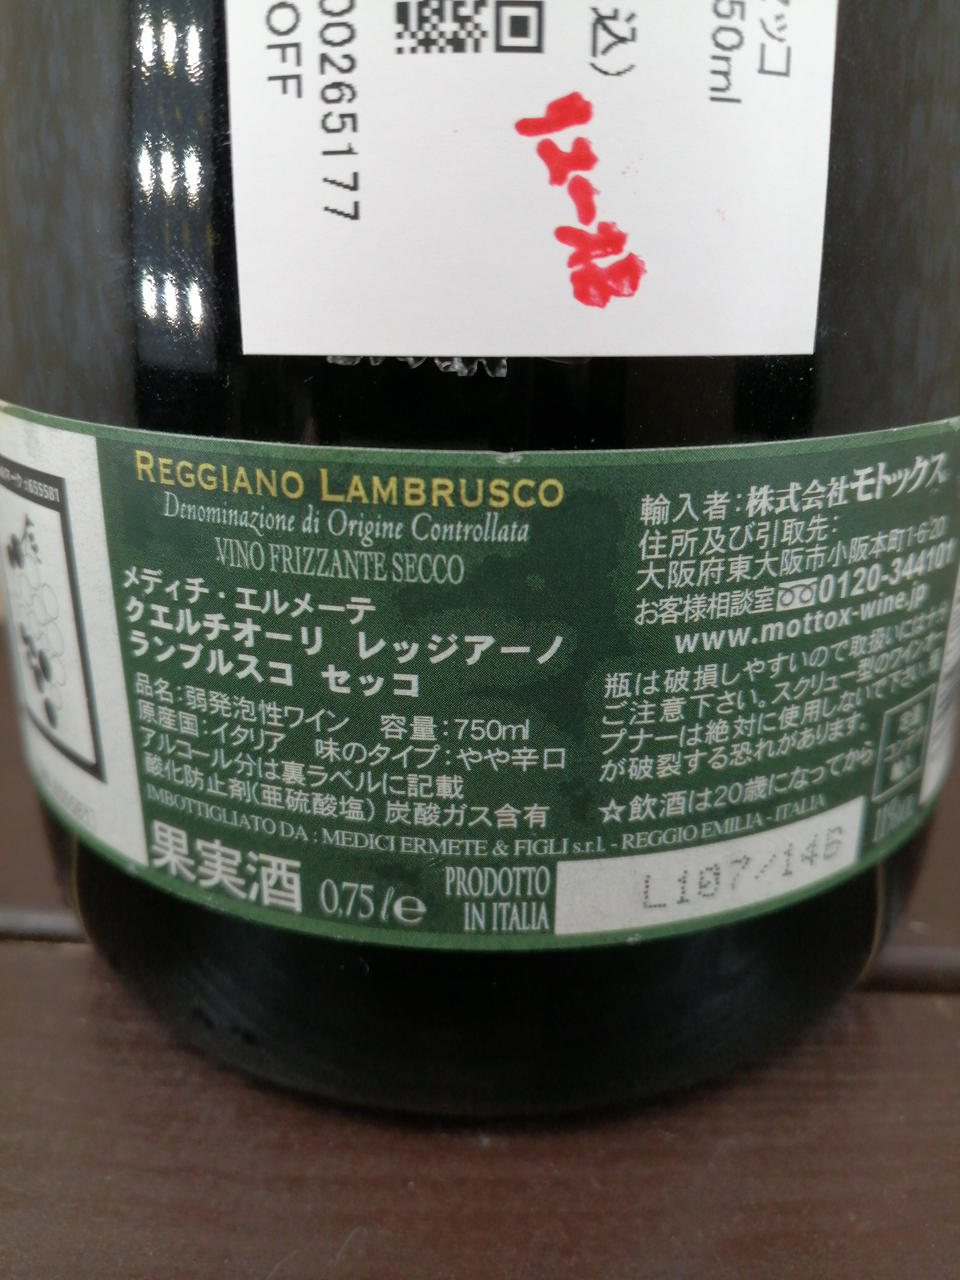 ッコ
50ml
込)
00265177
OFF
REGGIANO LAMBRUSCO
Denominazione di Origine Controllata
VINO FRIZZANTE SECCO
メディチ・エルメーテ
クエルチオーリ レッジアーノ
ランブルスコ セッコ
品名:弱発泡性ワイン 容量:750ml
原産国:イタリア 味のタイプ:やや辛口
アルコール分は裏ラベルに記載
酸化防止剤(亜硫酸塩) 炭酸ガス含有
IMBOTTIGLIATO DA : MEDICI ERMETE & FIGLI s.r.l. - REGGIO EMILIA - ITALIA
果実酒 0,75 l e
PRODOTTO
IN ITALIA
L107/146
輸入者:株式会社モトックス
住所及び引取先:
大阪府東大阪市小阪本町1-6-20
お客様相談室 0120-344101
www.mottox-wine.jp
瓶は破損しやすいので取扱いには十分
ご注意下さい。スクリュー型のワインオー
プナーは絶対に使用しないで下さい。瓶
が破裂する恐れがあります。
☆飲酒は20歳になってから
:655581